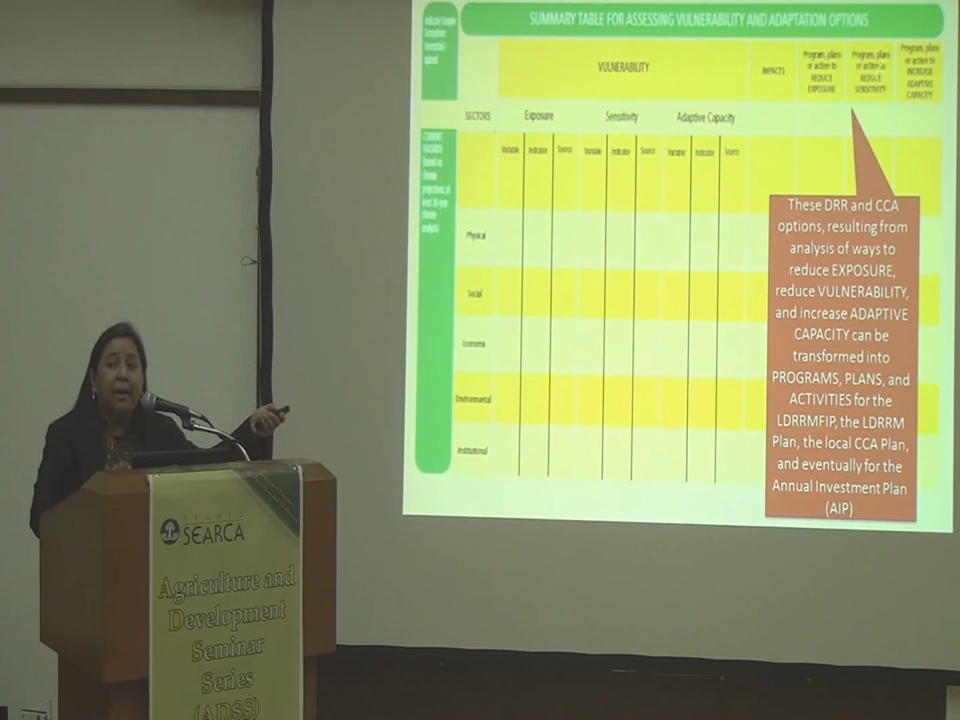 SUMMARY TABLE FOR ASSESSING VULNERABILITY AND ADAPTATION OPTIONS
VULNERABILITY
IMPACTS
Program, plans
or action to
REDUCE
EXPOSURE
Program, plans
or action to
REDUCE
SENSITIVITY
Program, plans
or action to
INCREASE
ADAPTIVE
CAPACITY
SECTORS
Exposure
Sensitivity
Adaptive Capacity
Variable
Indicator
Source
Variable
Indicator
Source
Variable
Indicator
Source
Physical
Social
Economic
Environmental
Institutional
These DRR and CCA
options, resulting from
analysis of ways to
reduce EXPOSURE,
reduce VULNERABILITY,
and increase ADAPTIVE
CAPACITY can be
transformed into
PROGRAMS, PLANS, and
ACTIVITIES for the
LDRRMFIP, the LDRRM
Plan, the local CCA Plan,
and eventually for the
Annual Investment Plan
(AIP)
SEARCA
Agriculture and
Development
Seminar
Series
(ADSS)